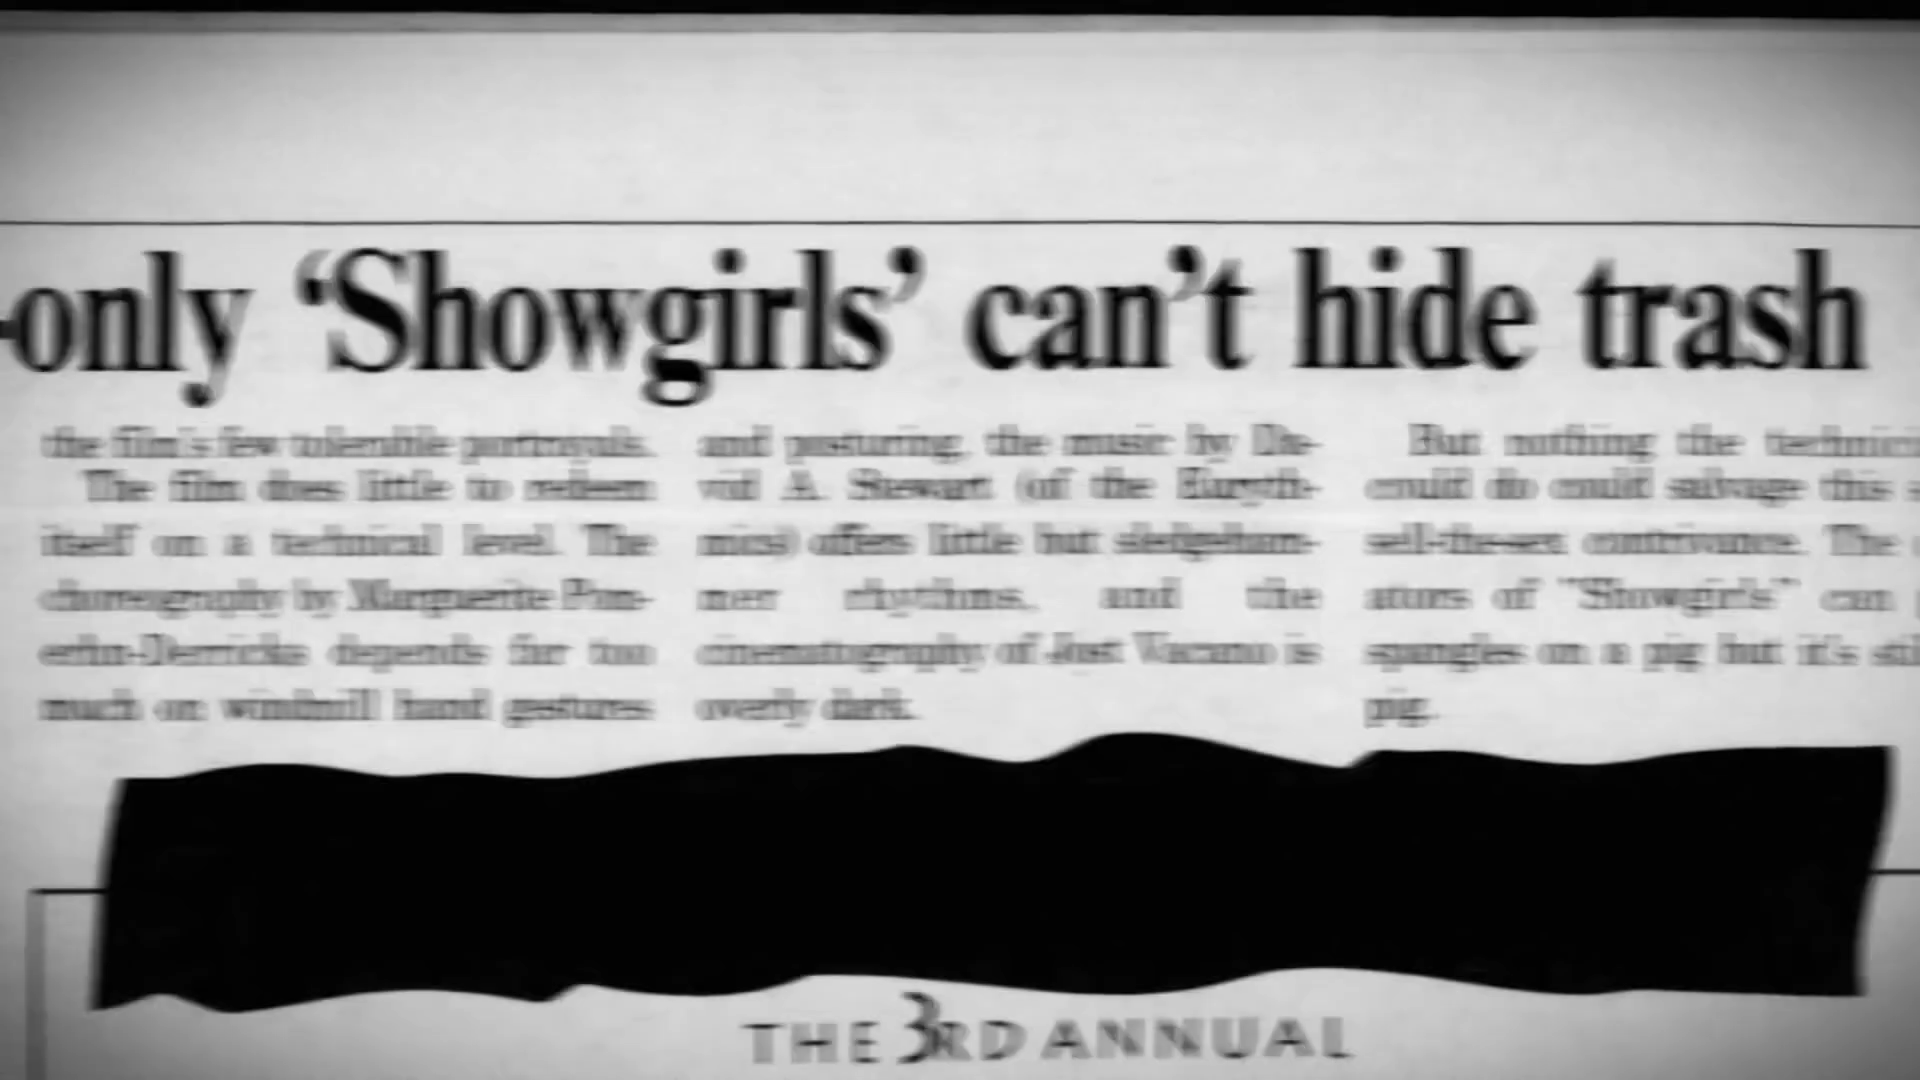 -only ‘Showgirls’ can’t hide trash
the film's few tolerable portrayals.
The film does little to redeem
itself on a technical level. The
choreography by Marguerite Pom-
erhn-Derricks depends far too
much on windmill hand gestures
and posturing, the music by Da-
vid A. Stewart (of the Euryth-
mics) offers little but sledgeham-
mer rhythms, and the
cinematography of Jost Vacano is
overly dark.
But nothing the
could do could salvage this
sell-the-sex contrivance. The
ators of "Showgirls" can
spangles on a pig but it's
pig.
THE 3RD ANNUAL